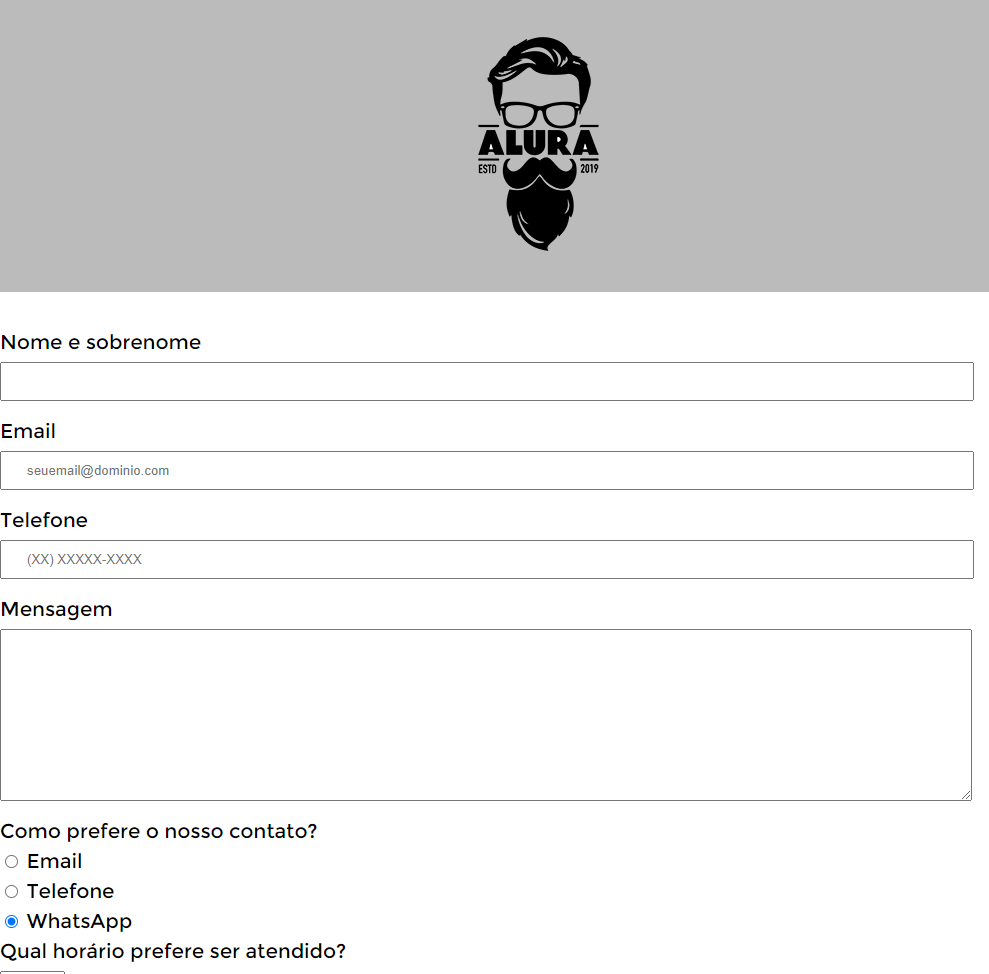 ALURA
ESTD 2019
Nome e sobrenome
Email
seuemail@dominio.com
Telefone
(XX) XXXXX-XXXX
Mensagem
Como prefere o nosso contato?
Email
Telefone
WhatsApp
Qual horário prefere ser atendido?